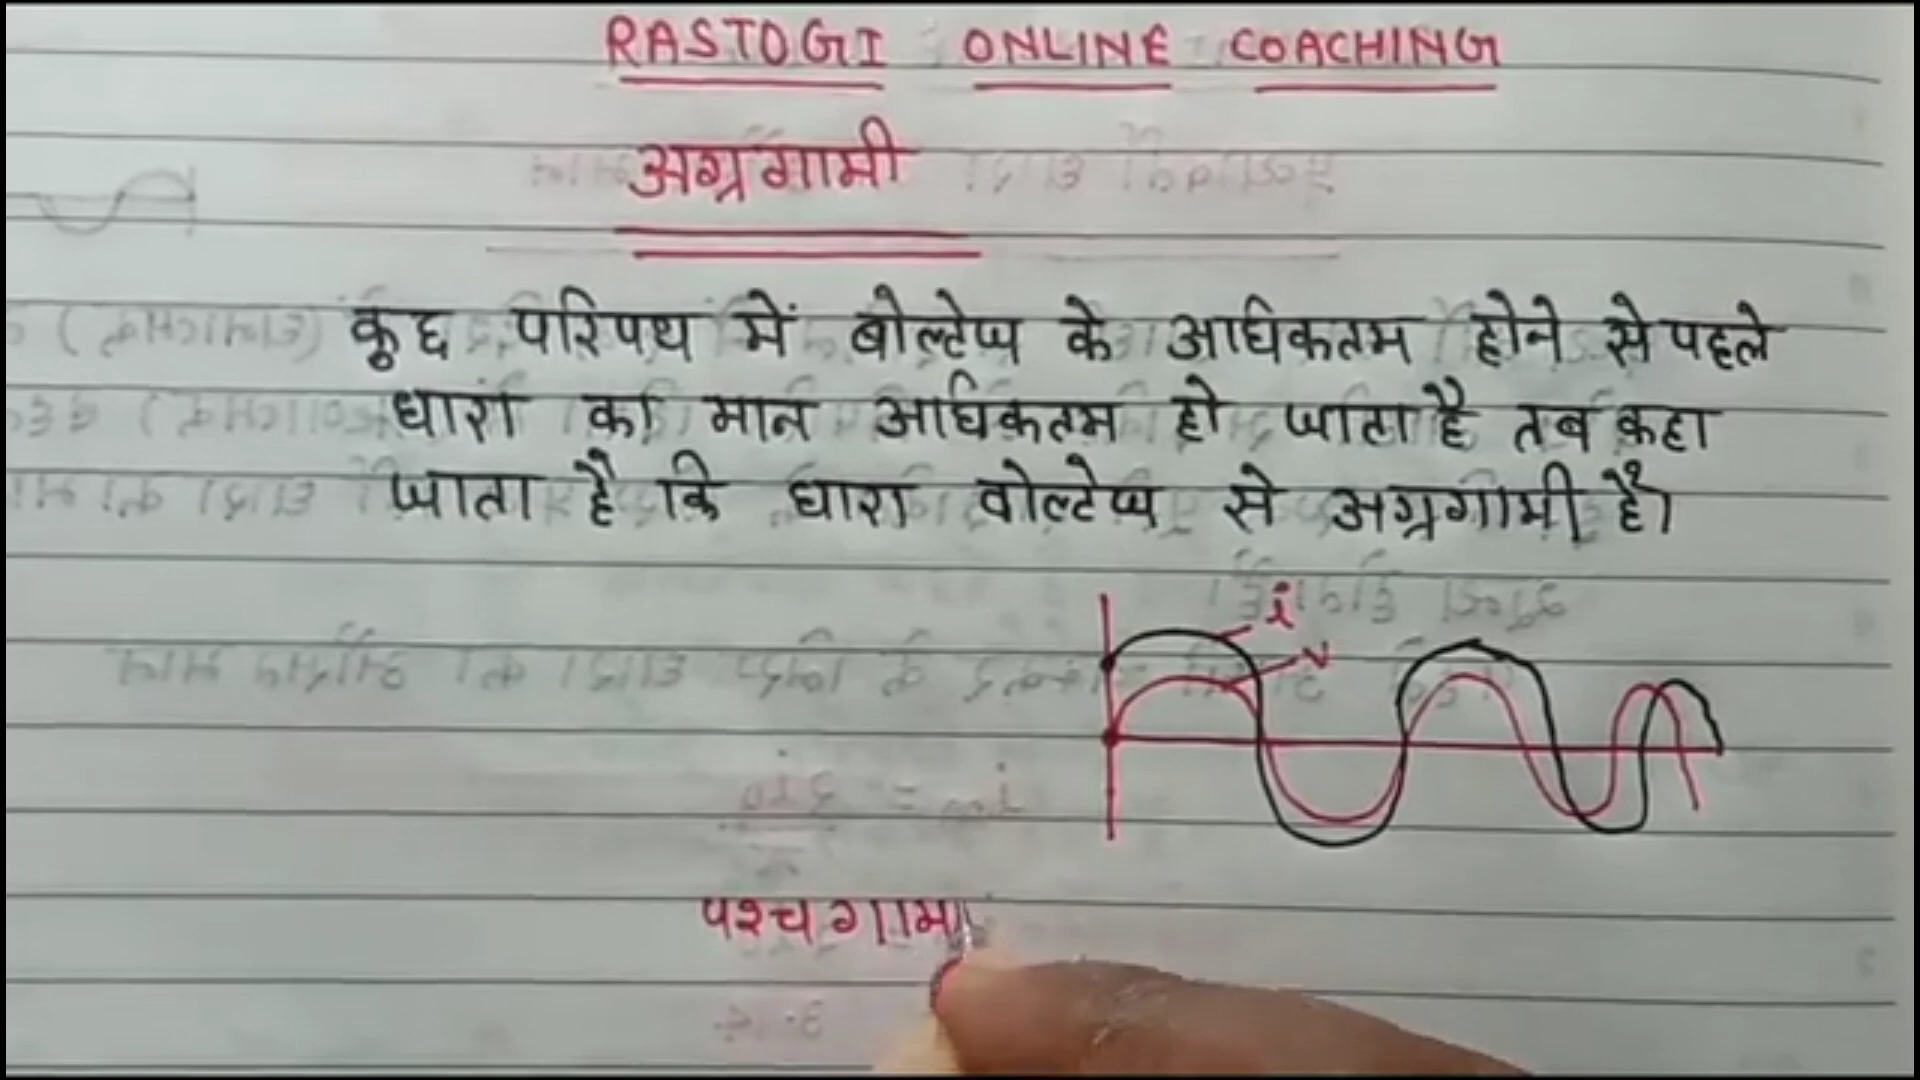 RASTOGI ONLINE COACHING
अग्रगामी
कुछ परिपथ में बोल्टेज के अधिकतम होने से पहले
धारा का मान अधिकतम हो जाता है तब कहा
जाता है कि धारा वोल्टेज से अग्रगामी है।
i
v
पश्चगाम